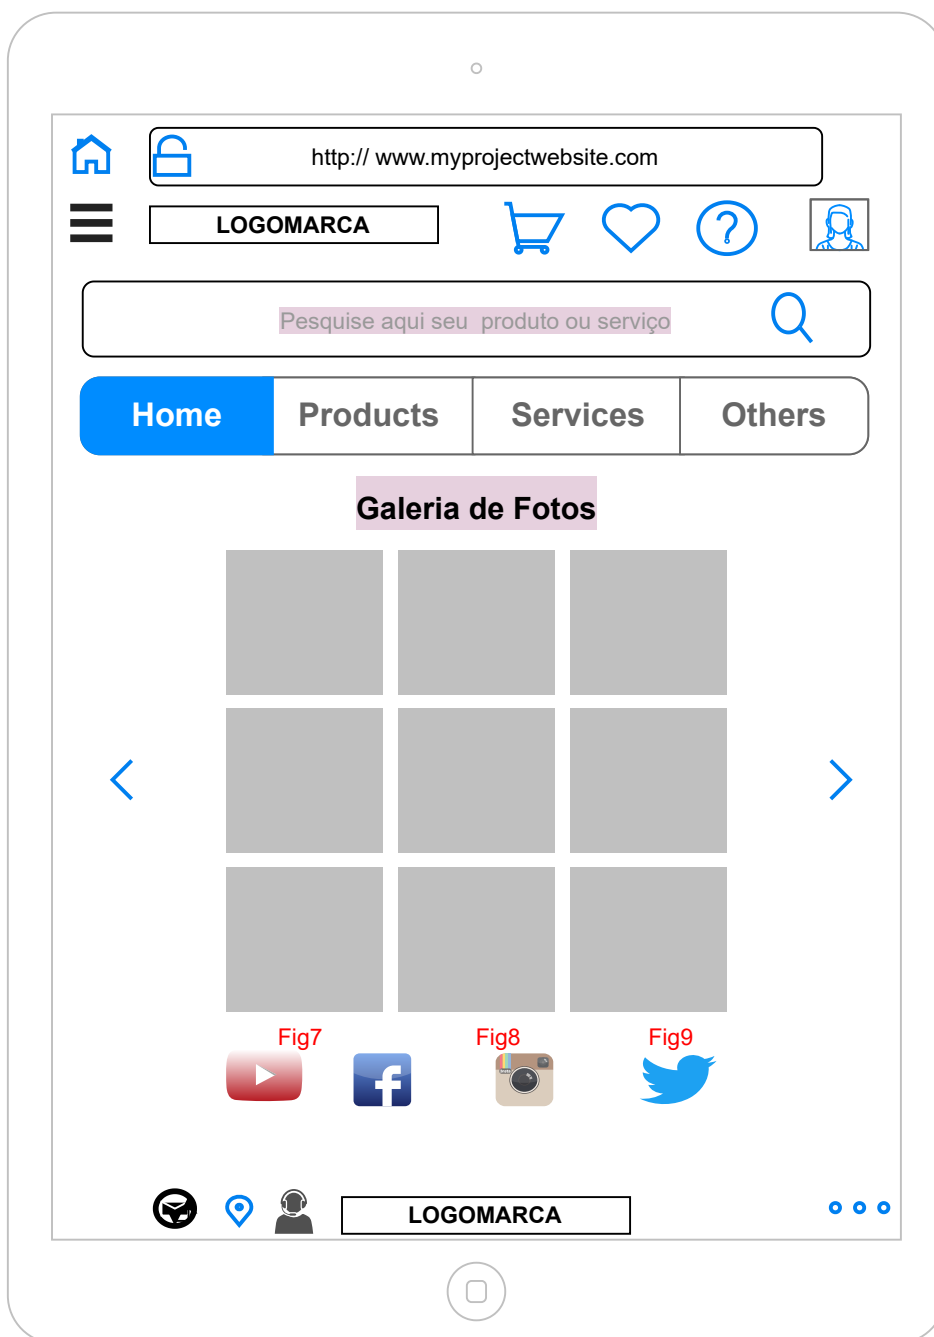 http:// www.myprojectwebsite.com
LOGOMARCA
Pesquise aqui seu  produto ou serviço
Home Products Services Others
Galeria de Fotos
Fig7 Fig8 Fig9
LOGOMARCA